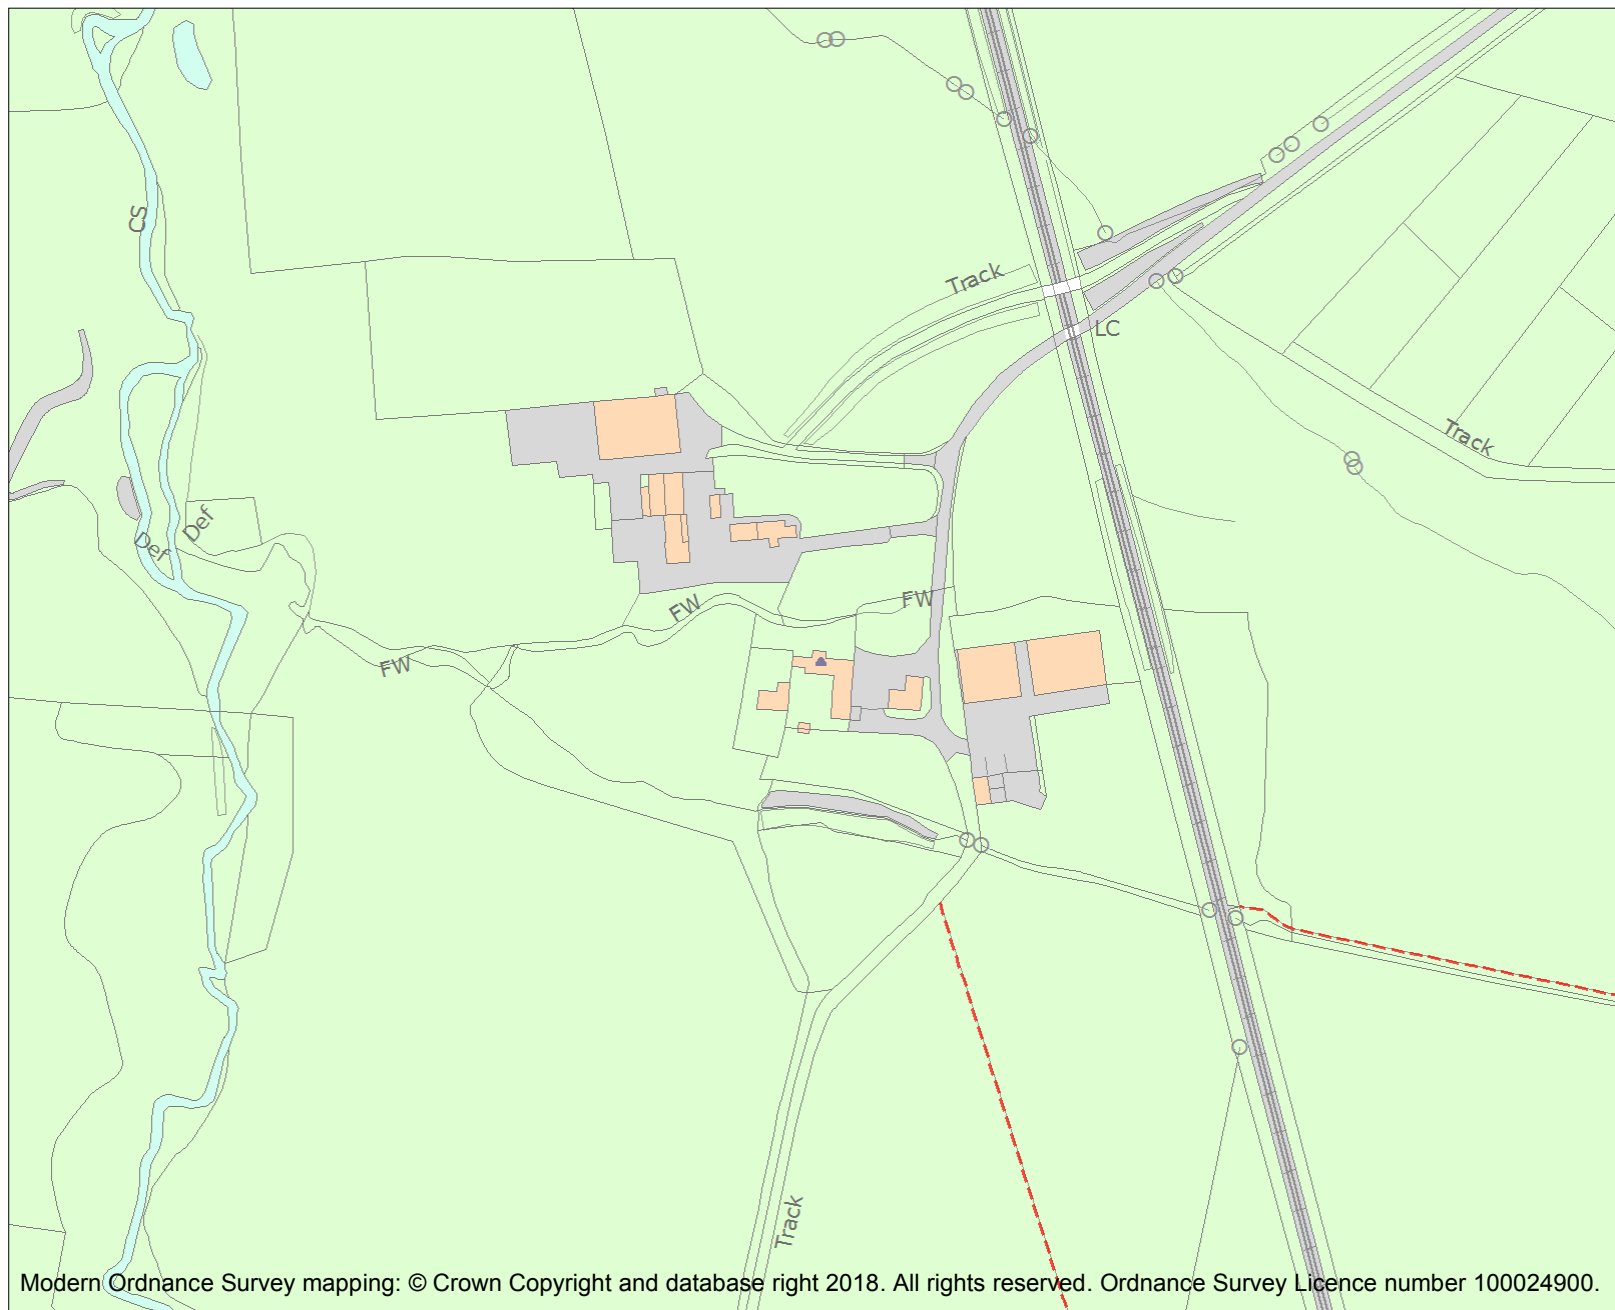 CS
Track
LC
Track
Def
Def
FW
FW
FW
Track
Modern Ordnance Survey mapping: © Crown Copyright and database right 2018. All rights reserved. Ordnance Survey Licence number 100024900.